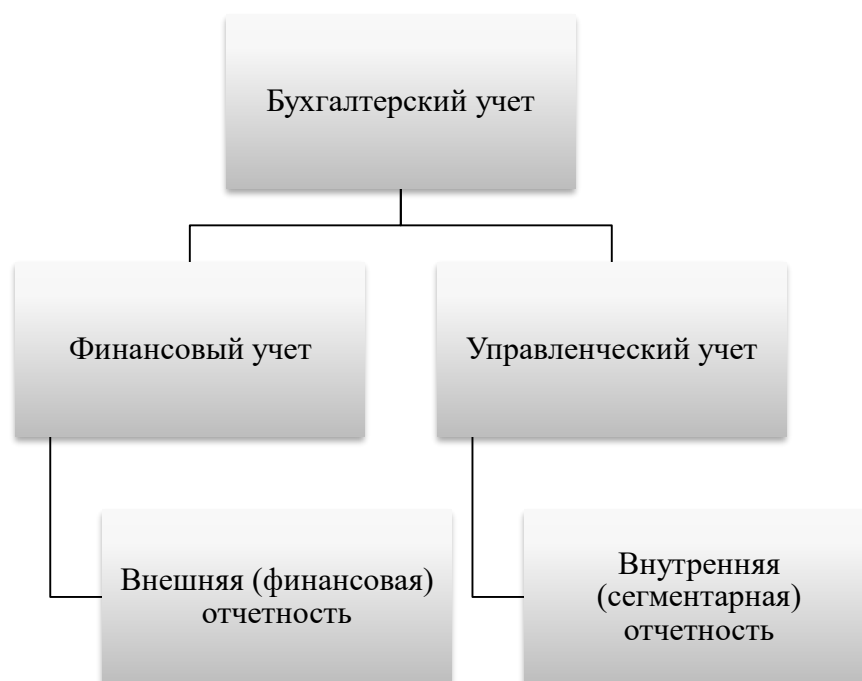 Бухгалтерский учет
Финансовый учет
Управленческий учет
Внешняя (финансовая)
отчетность
Внутренняя
(сегментарная)
отчетность